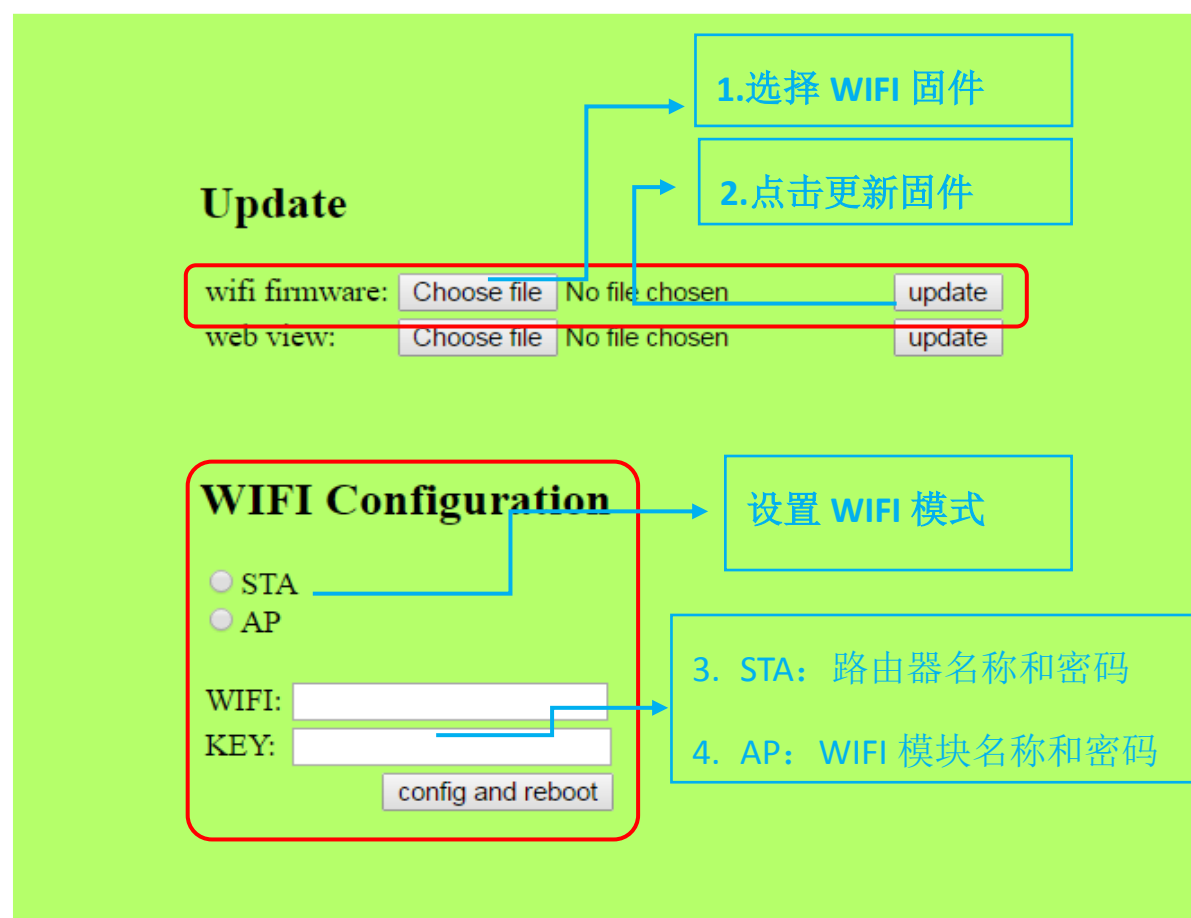 1.选择 WIFI 固件
2.点击更新固件
Update
wifi firmware: Choose file No file chosen update
web view: Choose file No file chosen update
WIFI Configuration
设置 WIFI 模式
STA
AP
3. STA：路由器名称和密码
WIFI:
KEY:
4. AP：WIFI 模块名称和密码
config and reboot